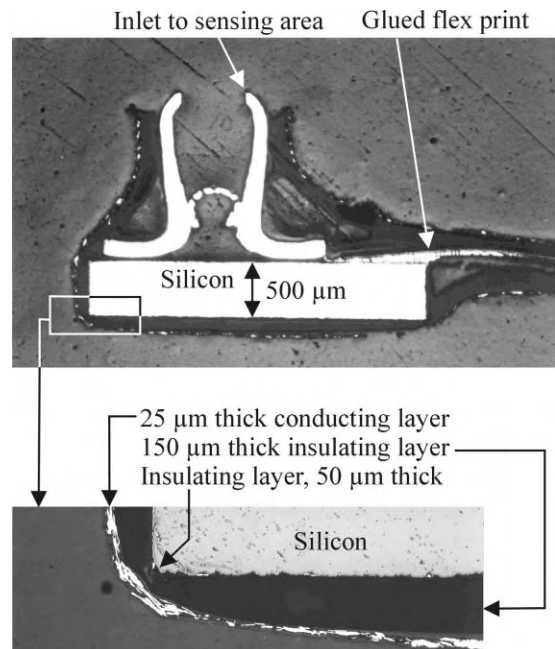 Inlet to sensing area
Glued flex print
Silicon
500 µm
25 µm thick conducting layer
150 µm thick insulating layer
Insulating layer, 50 µm thick
Silicon